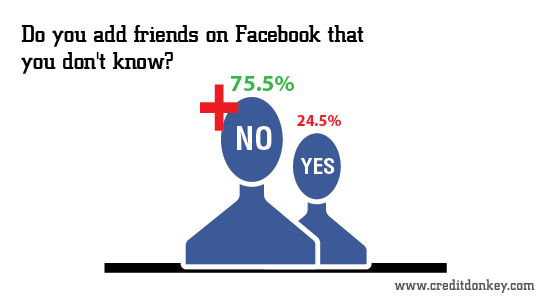 Do you add friends on Facebook that
you don't know?
75.5%
NO
24.5%
YES
www.creditdonkey.com